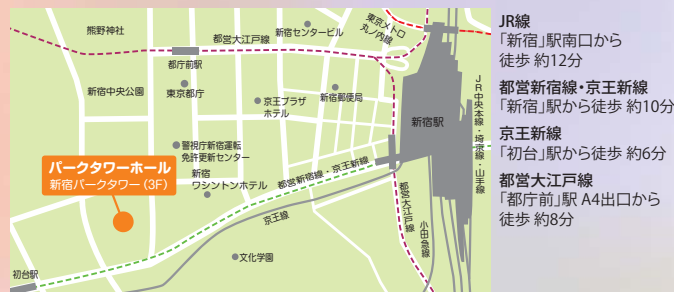 熊野神社
都営大江戸線
新宿センタービル
東京メトロ
丸ノ内線
都庁前駅
新宿中央公園
東京都庁
京王プラザ
ホテル
新宿郵便局
新宿駅
JR中央本線・埼京線・山手線
警視庁新宿運転
免許更新センター
パークタワーホール
新宿パークタワー(3F)
新宿
ワシントンホテル
都営新宿線・京王新線
京王線
都営大江戸線
小田急線
文化学園
初台駅
JR線
「新宿」駅南口から
徒歩 約12分
都営新宿線・京王新線
「新宿」駅から徒歩 約10分
京王新線
「初台」駅から徒歩 約6分
都営大江戸線
「都庁前」駅 A4出口から
徒歩 約8分